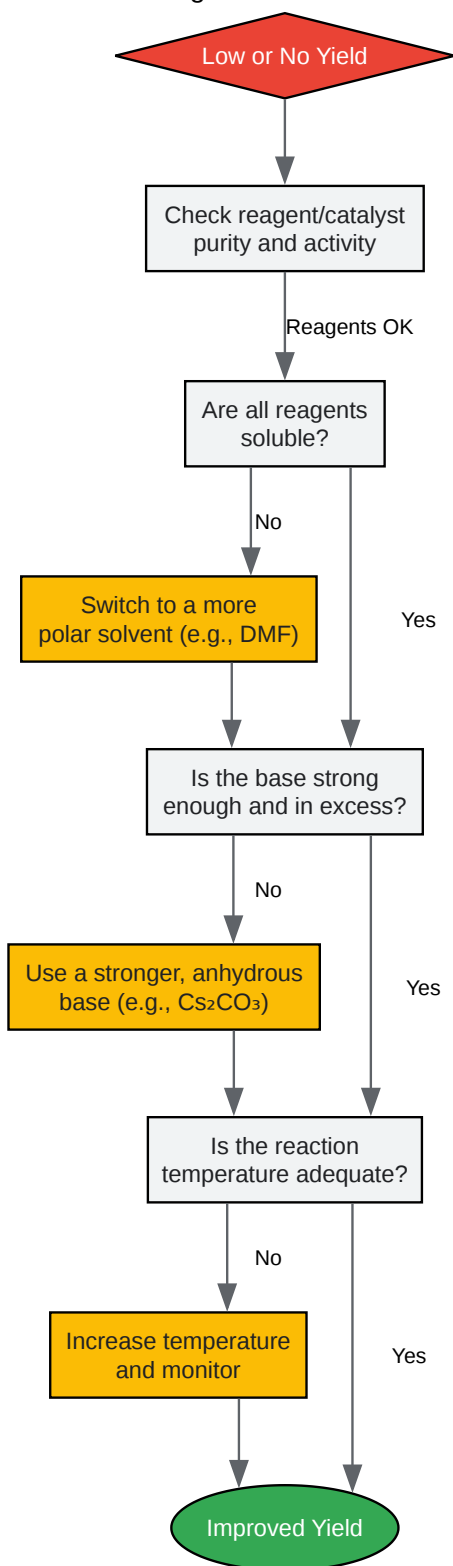 Low or No Yield
Check reagent/catalyst
purity and activity
Reagents OK
Are all reagents
soluble?
No
Switch to a more
polar solvent (e.g., DMF)
Yes
Is the base strong
enough and in excess?
No
Use a stronger, anhydrous
base (e.g., Cs₂CO₃)
Yes
Is the reaction
temperature adequate?
No
Increase temperature
and monitor
Yes
Improved Yield